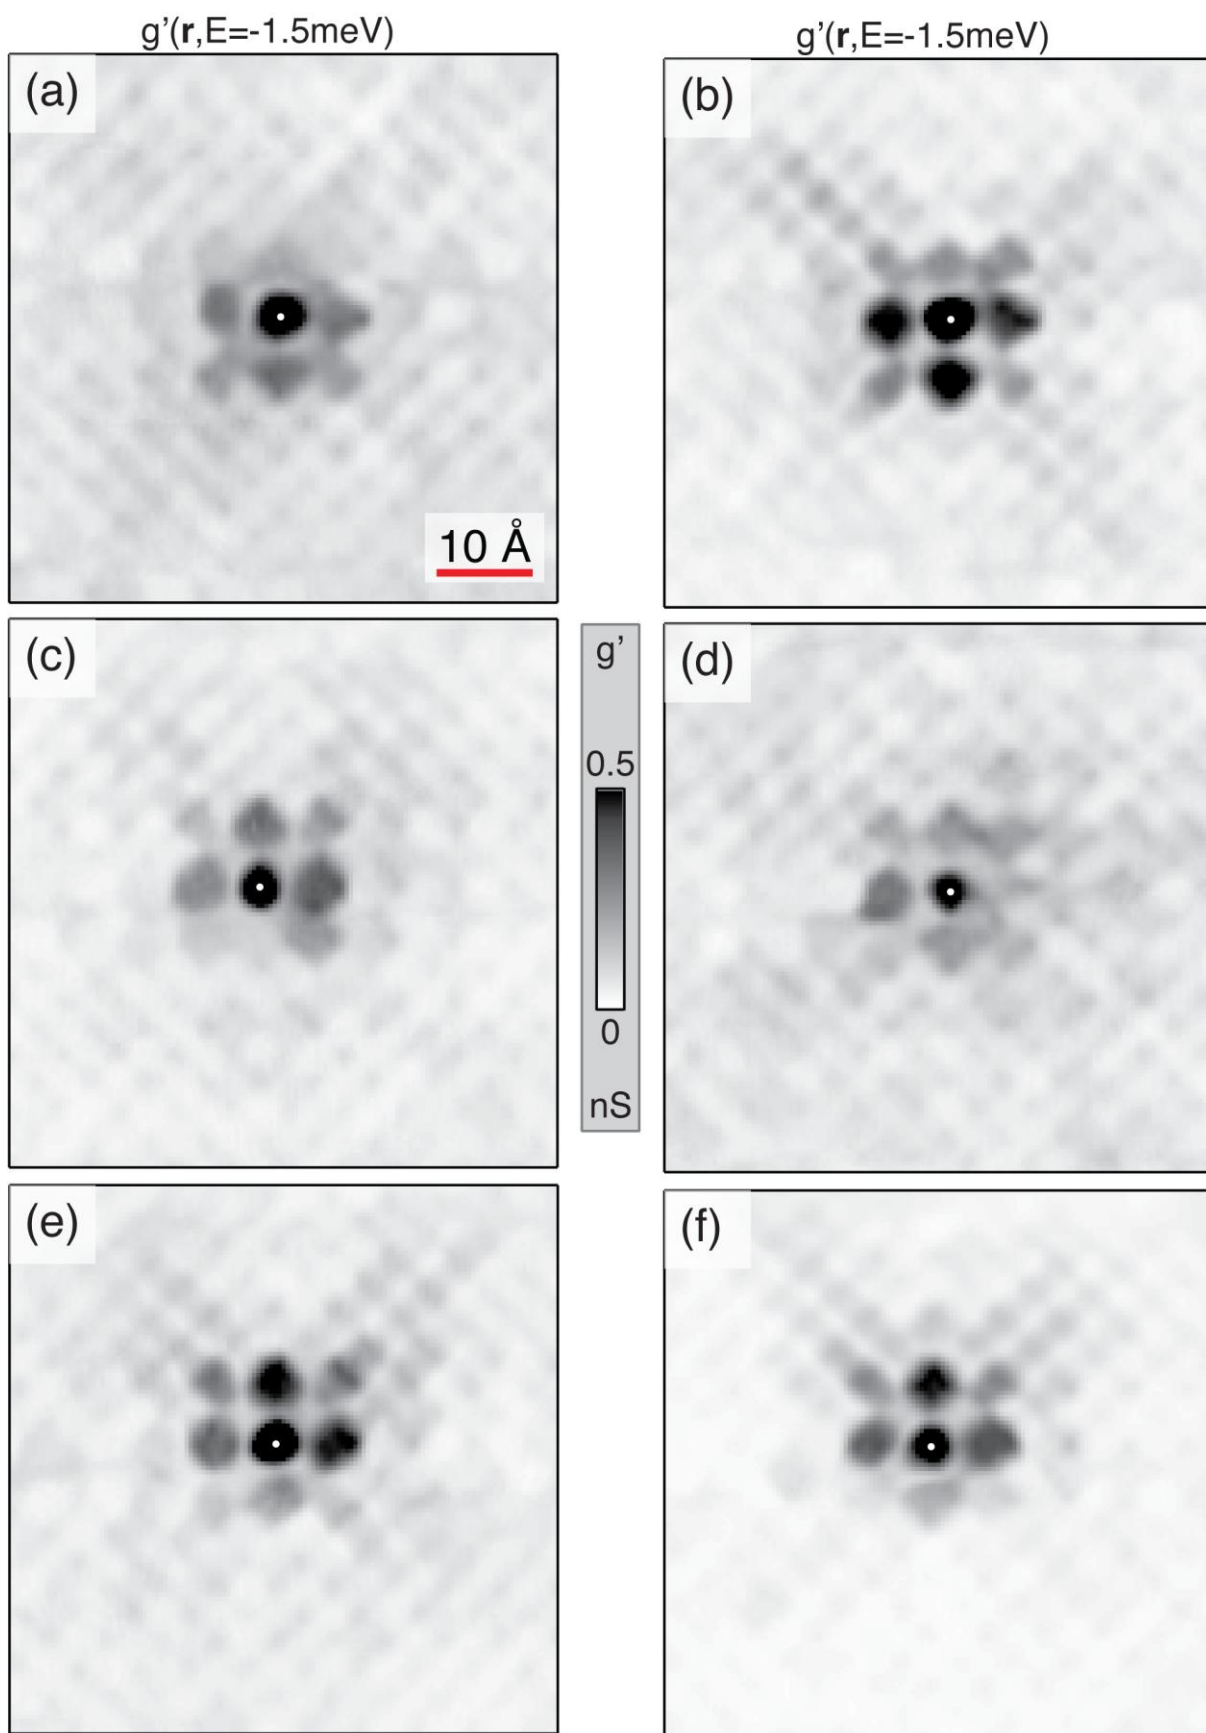 g’(r,E=-1.5meV)
g’(r,E=-1.5meV)
(a)
(b)
10 Å
(c)
(d)
g’
0.5
0
nS
(e)
(f)